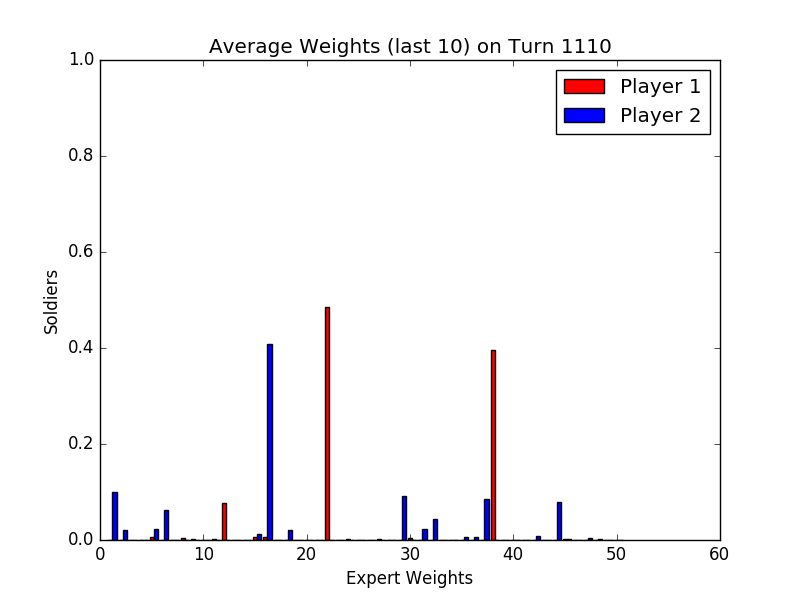 Average Weights (last 10) on Turn 1110
1.0
Player 1
Player 2
0.8
0.6
Soldiers
0.4
0.2
0.0
0 10 20 30 40 50 60
Expert Weights